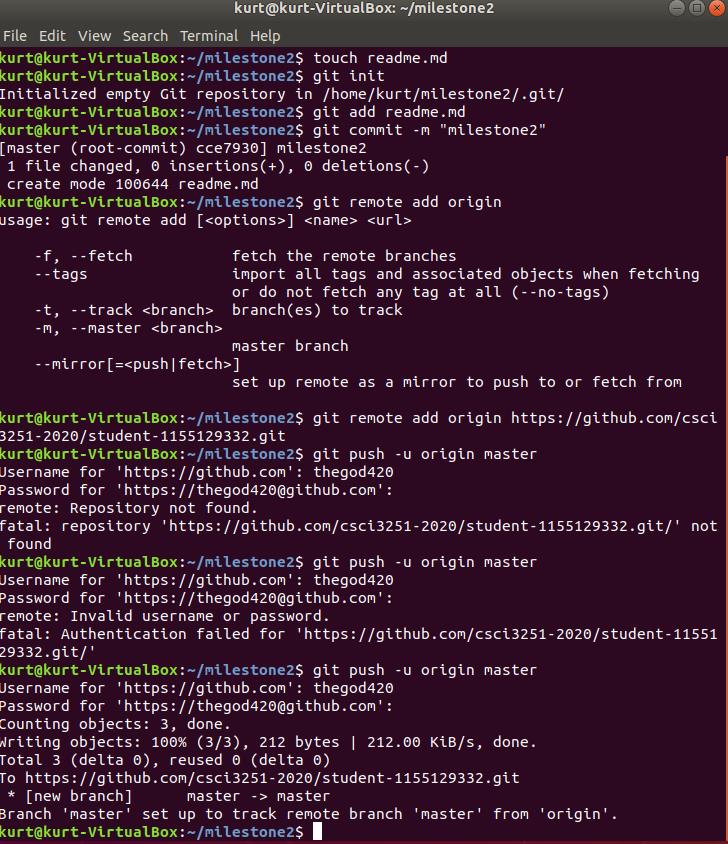 kurt@kurt-VirtualBox: ~/milestone2
File Edit View Search Terminal Help
kurt@kurt-VirtualBox:~/milestone2$ touch readme.md
kurt@kurt-VirtualBox:~/milestone2$ git init
Initialized empty Git repository in /home/kurt/milestone2/.git/
kurt@kurt-VirtualBox:~/milestone2$ git add readme.md
kurt@kurt-VirtualBox:~/milestone2$ git commit -m "milestone2"
[master (root-commit) cce7930] milestone2
 1 file changed, 0 insertions(+), 0 deletions(-)
 create mode 100644 readme.md
kurt@kurt-VirtualBox:~/milestone2$ git remote add origin
usage: git remote add [<options>] <name> <url>

    -f, --fetch           fetch the remote branches
    --tags                import all tags and associated objects when fetching
                          or do not fetch any tag at all (--no-tags)
    -t, --track <branch>  branch(es) to track
    -m, --master <branch>
                          master branch
    --mirror[=<push|fetch>]
                          set up remote as a mirror to push to or fetch from

kurt@kurt-VirtualBox:~/milestone2$ git remote add origin https://github.com/csci
3251-2020/student-1155129332.git
kurt@kurt-VirtualBox:~/milestone2$ git push -u origin master
Username for 'https://github.com': thegod420
Password for 'https://thegod420@github.com':
remote: Repository not found.
fatal: repository 'https://github.com/csci3251-2020/student-1155129332.git/' not
 found
kurt@kurt-VirtualBox:~/milestone2$ git push -u origin master
Username for 'https://github.com': thegod420
Password for 'https://thegod420@github.com':
remote: Invalid username or password.
fatal: Authentication failed for 'https://github.com/csci3251-2020/student-11551
29332.git/'
kurt@kurt-VirtualBox:~/milestone2$ git push -u origin master
Username for 'https://github.com': thegod420
Password for 'https://thegod420@github.com':
Counting objects: 3, done.
Writing objects: 100% (3/3), 212 bytes | 212.00 KiB/s, done.
Total 3 (delta 0), reused 0 (delta 0)
To https://github.com/csci3251-2020/student-1155129332.git
 * [new branch]      master -> master
Branch 'master' set up to track remote branch 'master' from 'origin'.
kurt@kurt-VirtualBox:~/milestone2$